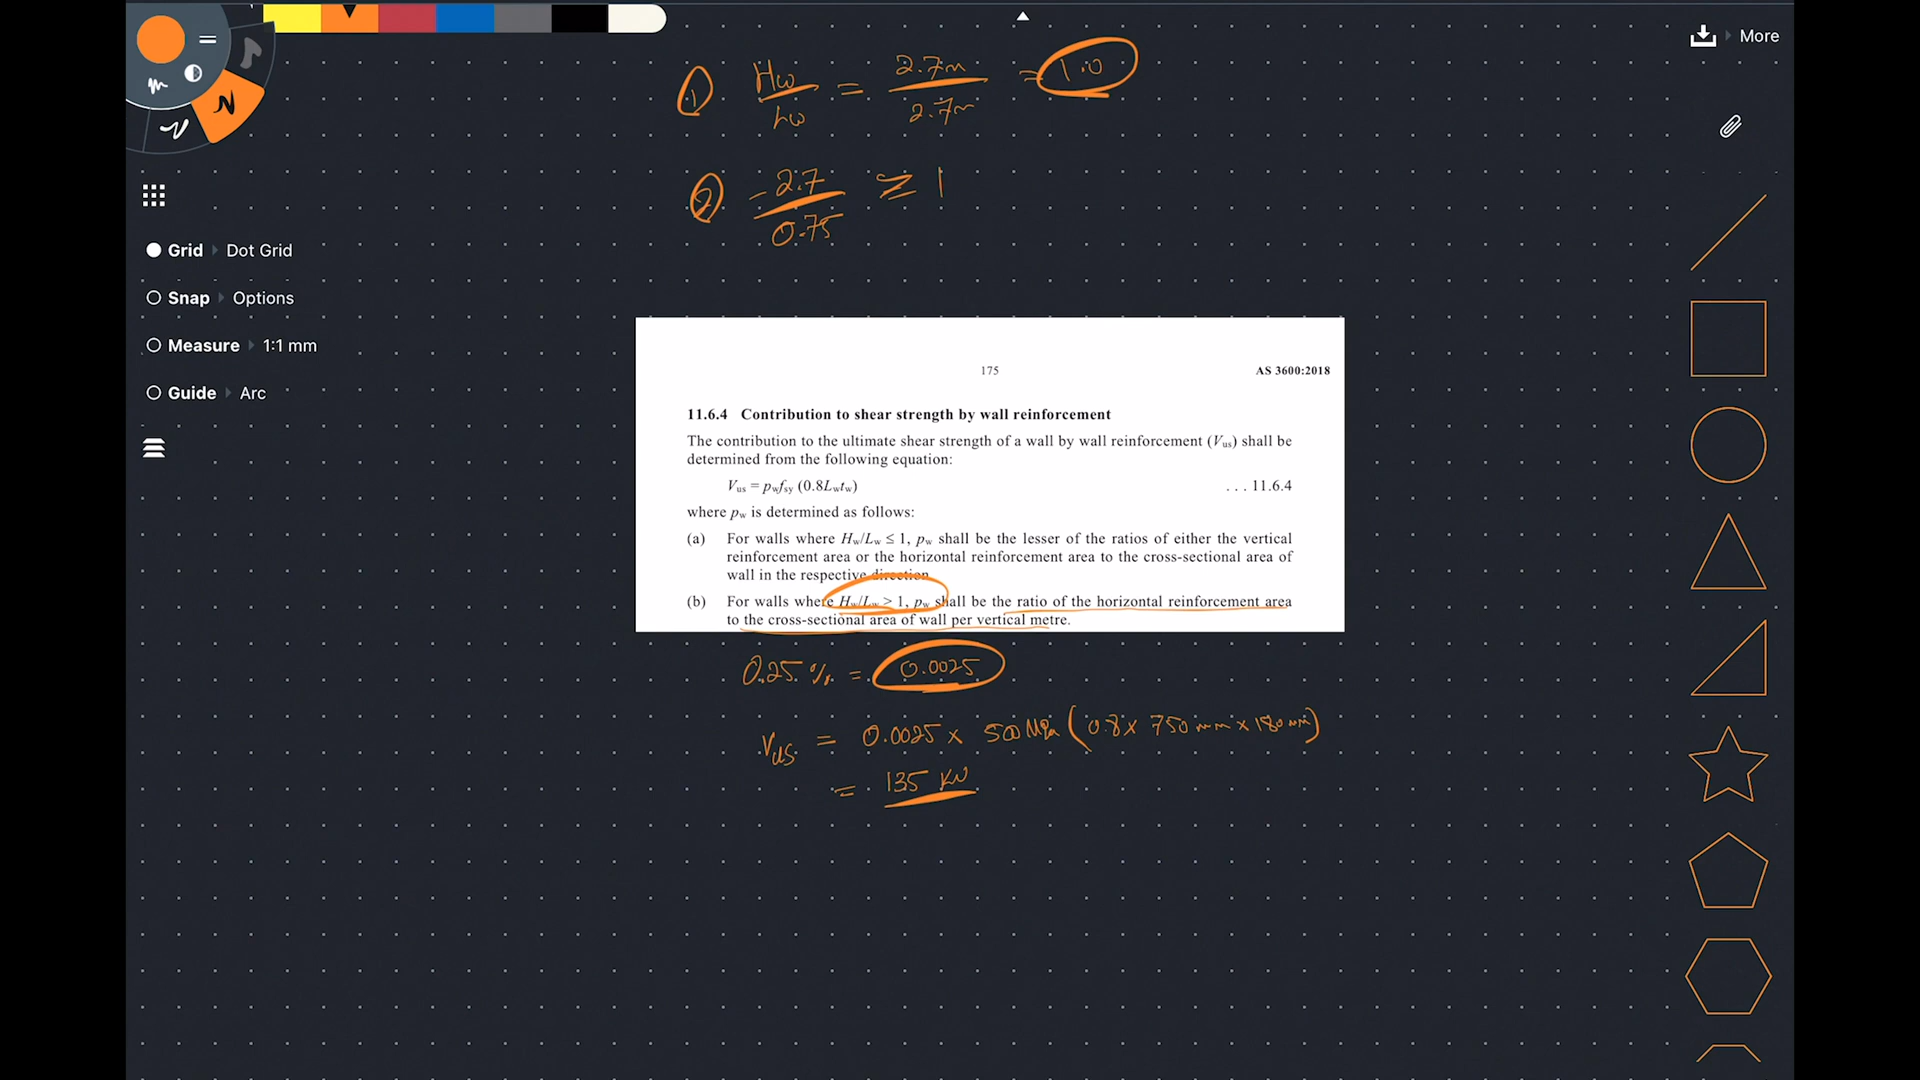 More
① Hw/Lw = 2.7m/2.7m = 1.0
② - 2.7/0.75 ≥ 1
Grid Dot Grid
Snap Options
Measure 1:1 mm
Guide Arc
175 AS 3600:2018
11.6.4 Contribution to shear strength by wall reinforcement
The contribution to the ultimate shear strength of a wall by wall reinforcement (Vus) shall be
determined from the following equation:
Vus = pwfsy (0.8Lwtw) . . . 11.6.4
where pw is determined as follows:
(a) For walls where Hw/Lw ≤ 1, pw shall be the lesser of the ratios of either the vertical
reinforcement area or the horizontal reinforcement area to the cross-sectional area of
wall in the respective direction.
(b) For walls where Hw/Lw > 1, pw shall be the ratio of the horizontal reinforcement area
to the cross-sectional area of wall per vertical metre.
0.25 % = 0.0025
Vus = 0.0025 x 500 MPa (0.8 x 750 mm x 180 mm)
= 135 KN